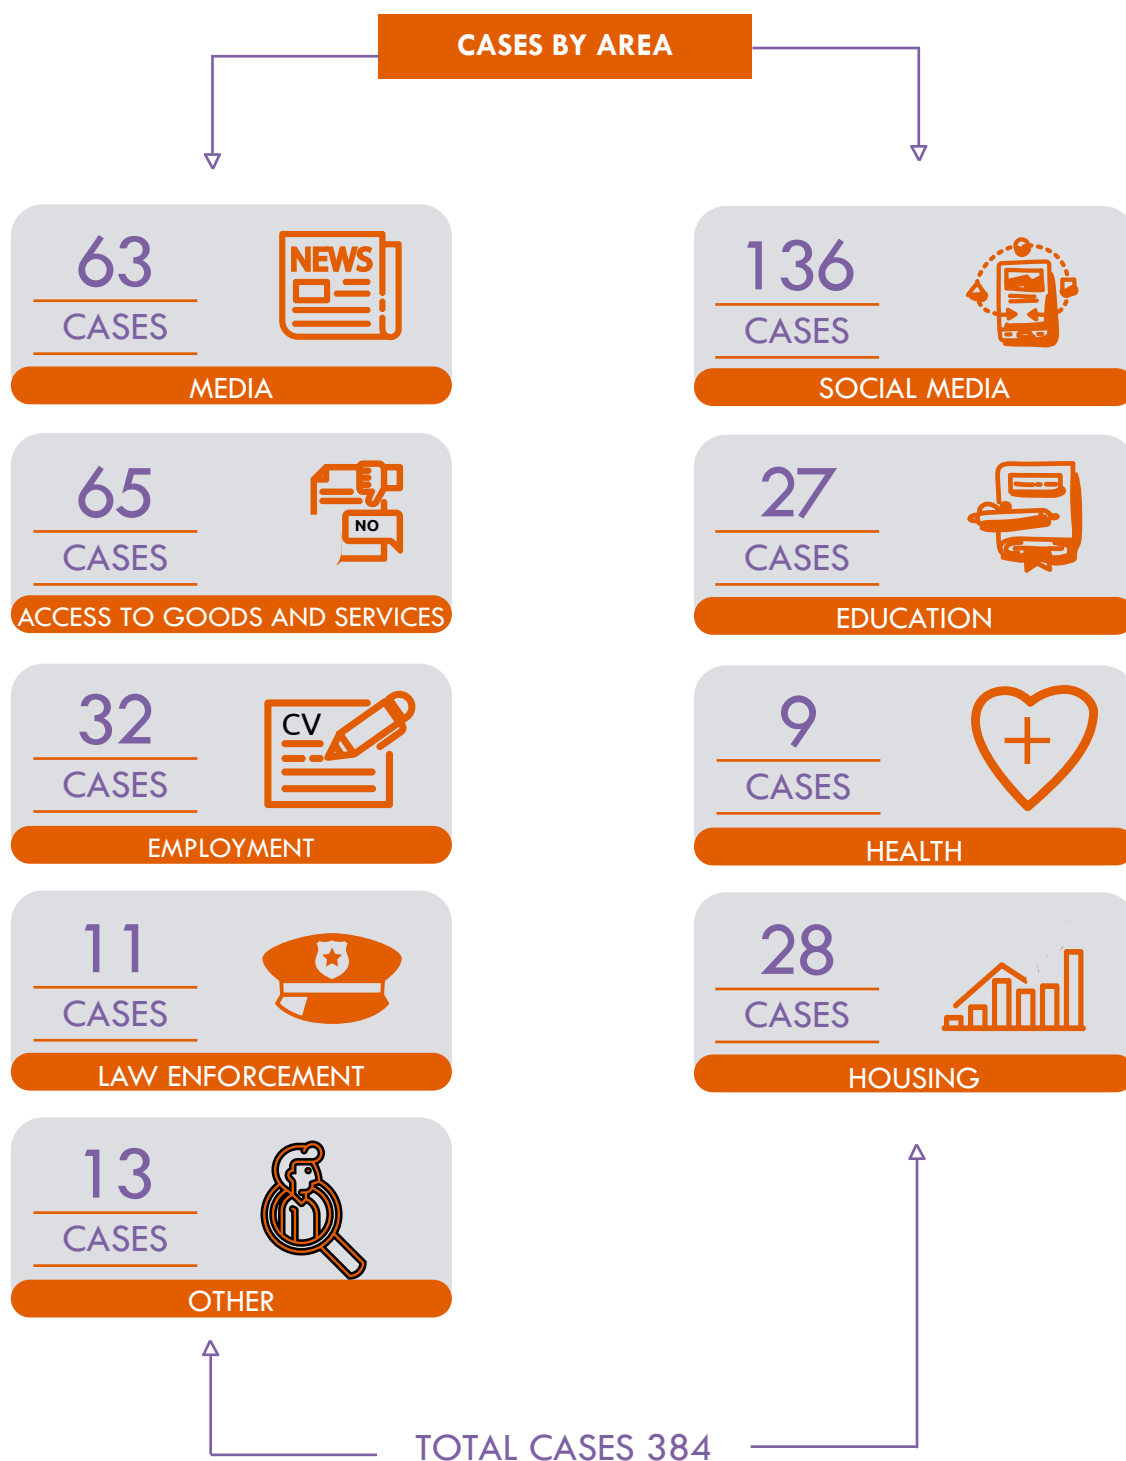 CASES BY AREA
63
CASES
NEWS
MEDIA
136
CASES
SOCIAL MEDIA
65
CASES
NO
ACCESS TO GOODS AND SERVICES
27
CASES
EDUCATION
32
CASES
CV
EMPLOYMENT
9
CASES
HEALTH
11
CASES
LAW ENFORCEMENT
28
CASES
HOUSING
13
CASES
OTHER
TOTAL CASES 384